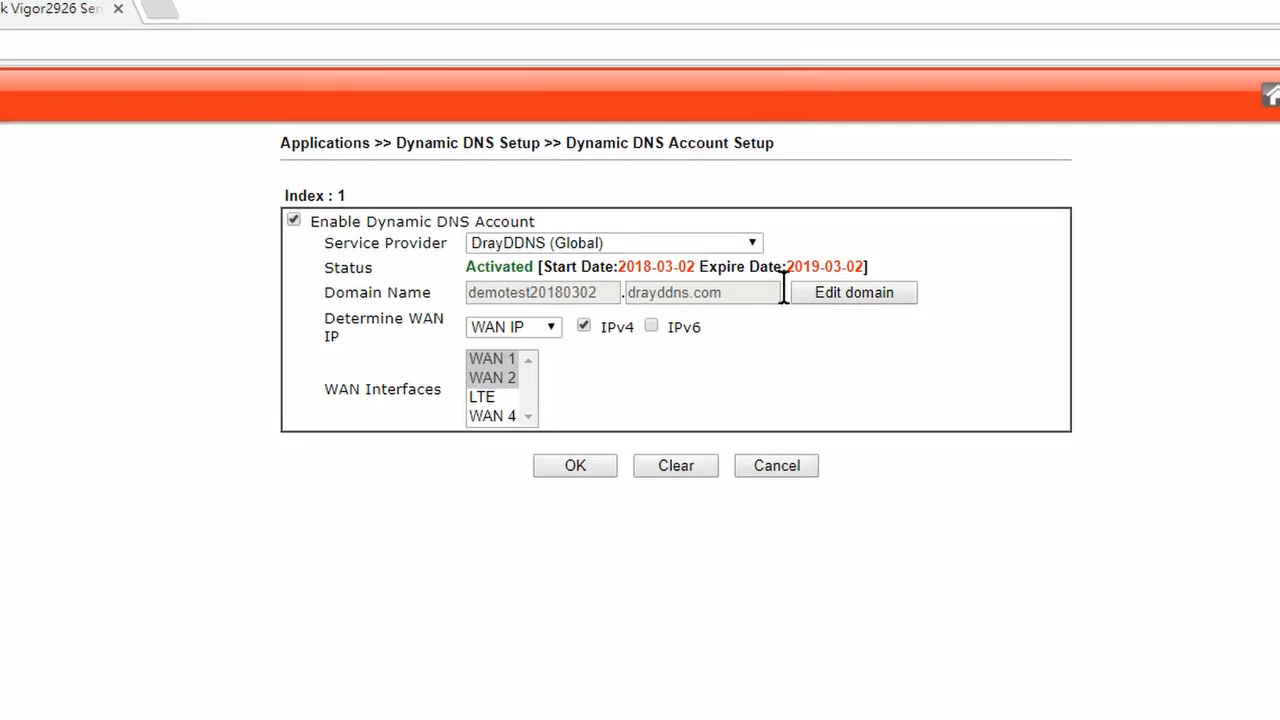 k Vigor2926 Ser
Applications >> Dynamic DNS Setup >> Dynamic DNS Account Setup
Index : 1
Enable Dynamic DNS Account
Service Provider DrayDDNS (Global)
Status Activated [Start Date:2018-03-02 Expire Date:2019-03-02]
Domain Name demotest20180302 . drayddns.com Edit domain
Determine WAN IP WAN IP IPv4 IPv6
WAN Interfaces
WAN 1
WAN 2
LTE
WAN 4
OK Clear Cancel